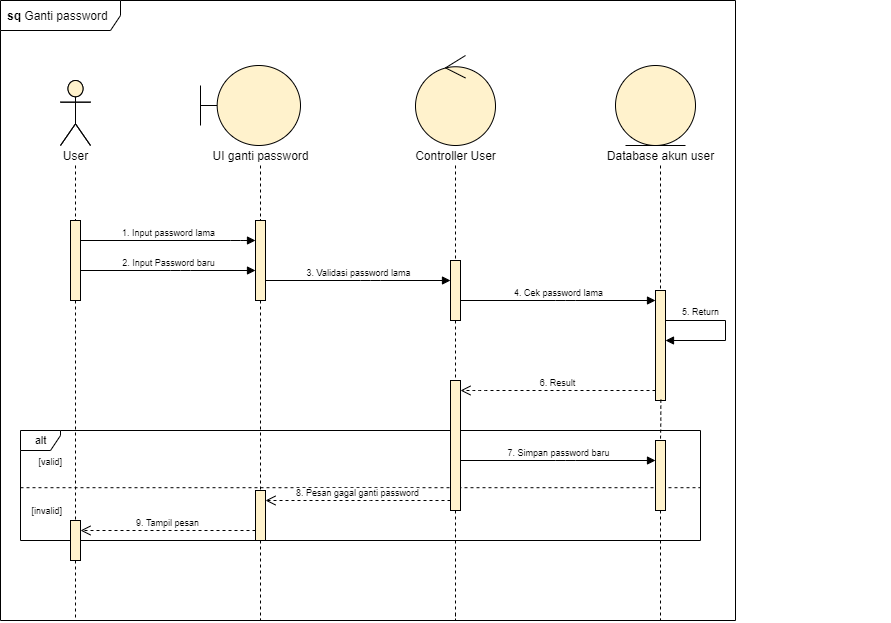 sq Ganti password
User
UI ganti password
Controller User
Database akun user
1. Input password lama
2. Input Password baru
3. Validasi password lama
4. Cek password lama
5. Return
6. Result
alt
[valid]
7. Simpan password baru
8. Pesan gagal ganti password
[invalid]
9. Tampil pesan